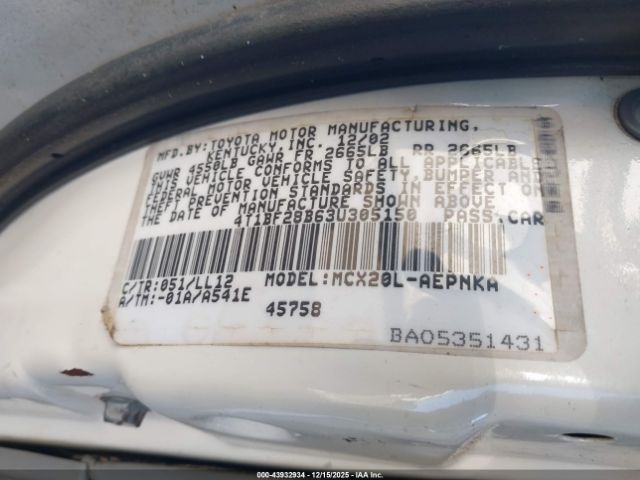 MFD.BY:TOYOTA MOTOR MANUFACTURING,
KENTUCKY,INC. 12/02
GVWR 4550LB GAWR FR 2665LB RR 2665LB
THIS VEHICLE CONFORMS TO ALL APPLICABLE
FEDERAL MOTOR VEHICLE SAFETY,BUMPER AND
THEFT PREVENTION STANDARDS IN EFFECT ON
THE DATE OF MANUFACTURE SHOWN ABOVE
4T1BF28B63U305150 PASS.CAR
C/TR:051/LL12 MODEL:MCX20L-AEPNKA
A/TM:-01A/A541E
45758
BA05351431
000-43932934 | 12/15/2025 | IAA Inc.